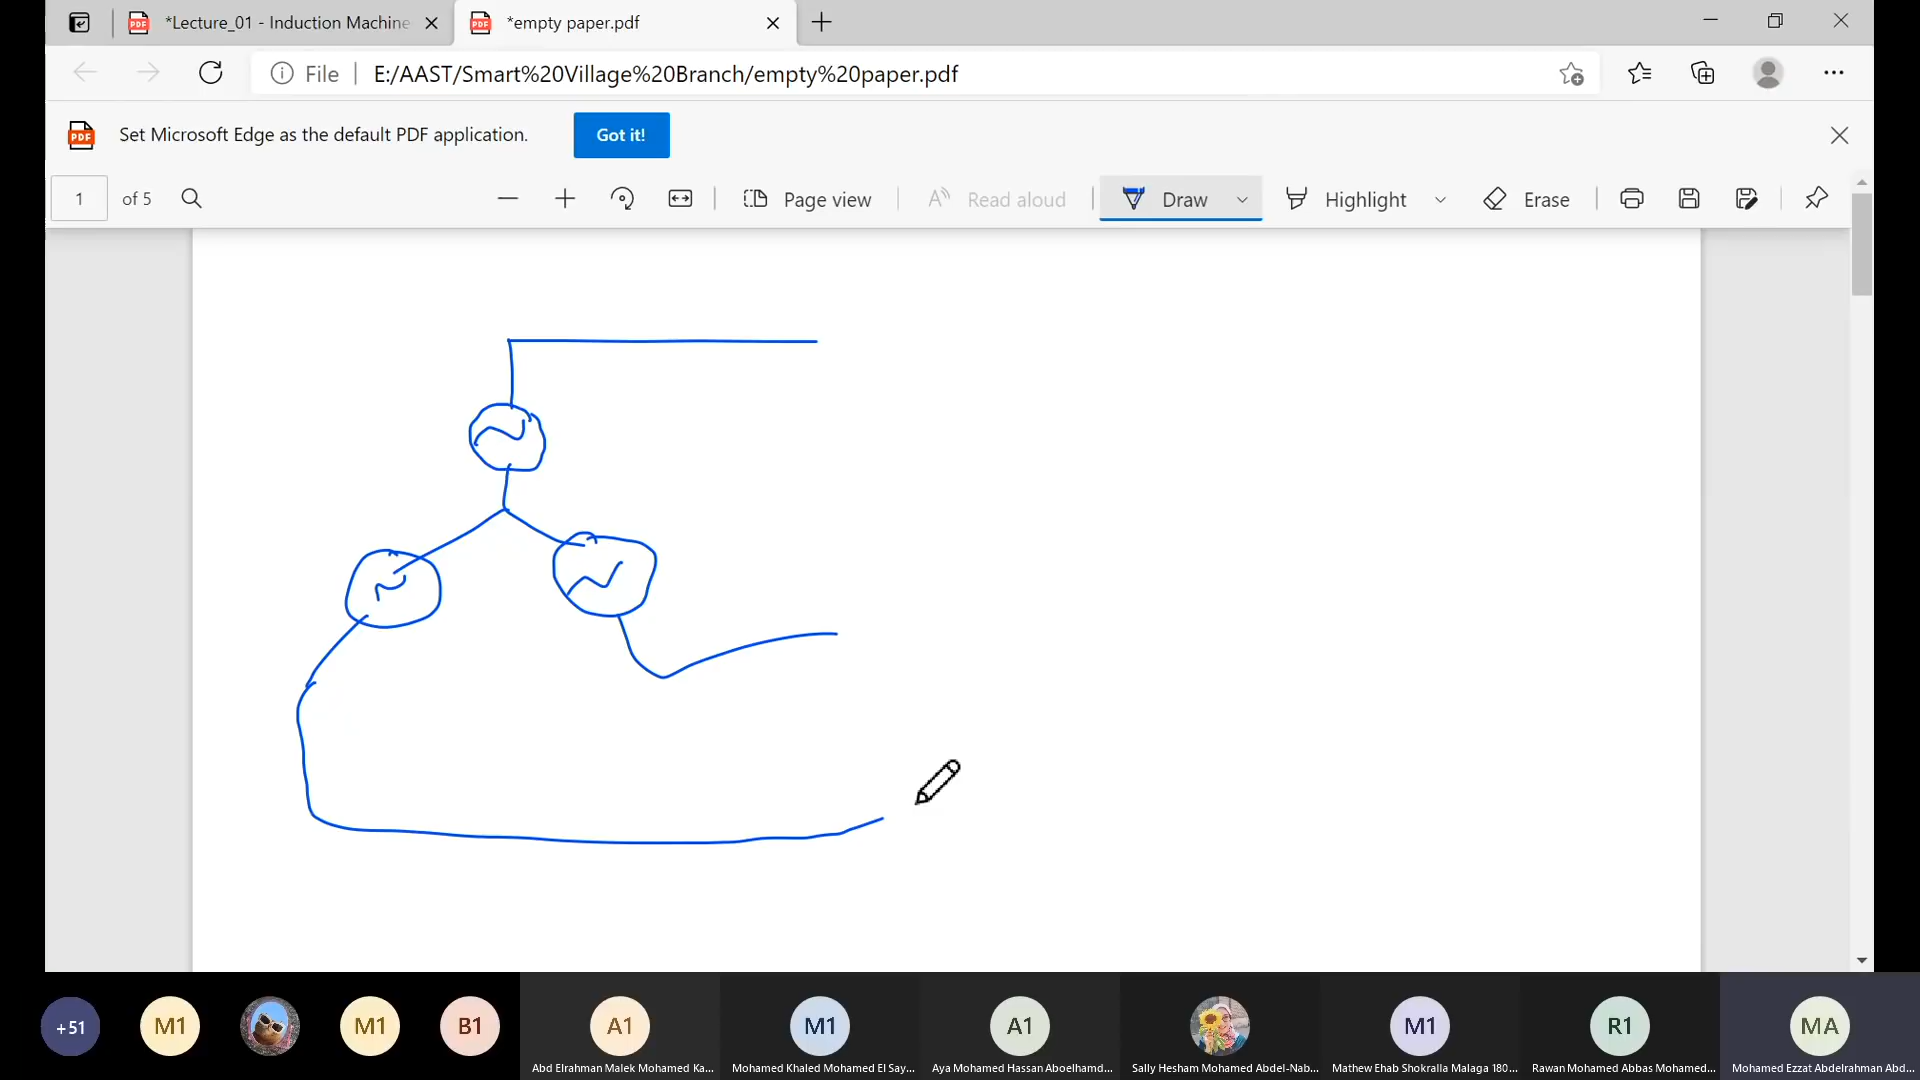 *Lecture_01 - Induction Machine
*empty paper.pdf
File
E:/AAST/Smart%20Village%20Branch/empty%20paper.pdf
PDF
Set Microsoft Edge as the default PDF application.
Got it!
1
of 5
Page view
Read aloud
Draw
Highlight
Erase
+51
M1
M1
B1
A1
M1
A1
M1
R1
MA
Abd Elrahman Malek Mohamed Ka...
Mohamed Khaled Mohamed El Say...
Aya Mohamed Hassan Aboelhamd...
Sally Hesham Mohamed Abdel-Nab...
Mathew Ehab Shokralla Malaga 180...
Rawan Mohamed Abbas Mohamed...
Mohamed Ezzat Abdelrahman Abd...